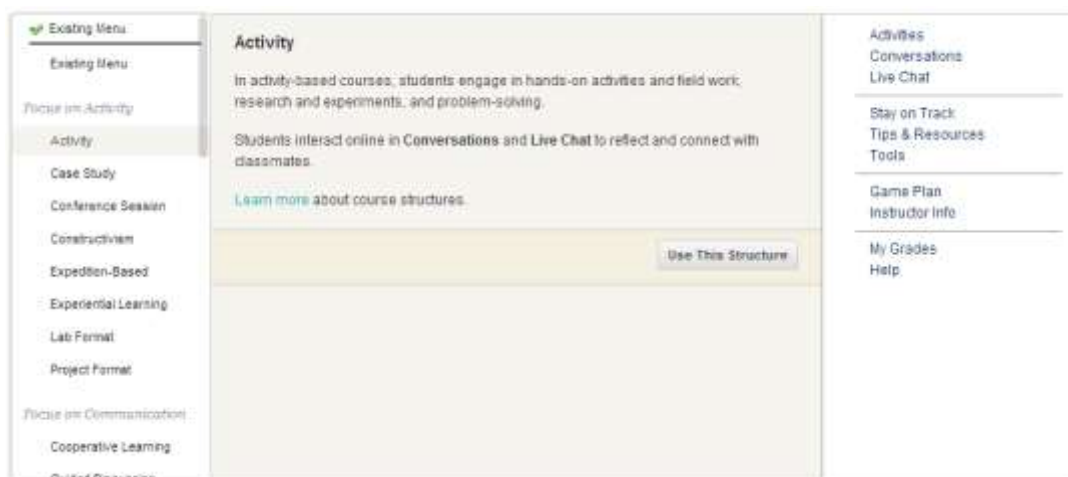 Existing Menu
Existing Menu
Focus on Activity
Activity
Case Study
Conference Session
Constructivism
Expedition-Based
Experiential Learning
Lab Format
Project Format
Focus on Communication
Cooperative Learning
Guided Discussion
Activity
In activity-based courses, students engage in hands-on activities and field work,
research and experiments, and problem-solving.
Students interact online in Conversations and Live Chat to reflect and connect with
classmates.
Learn more about course structures.
Use This Structure
Activities
Conversations
Live Chat
Stay on Track
Tips & Resources
Tools
Game Plan
Instructor Info
My Grades
Help